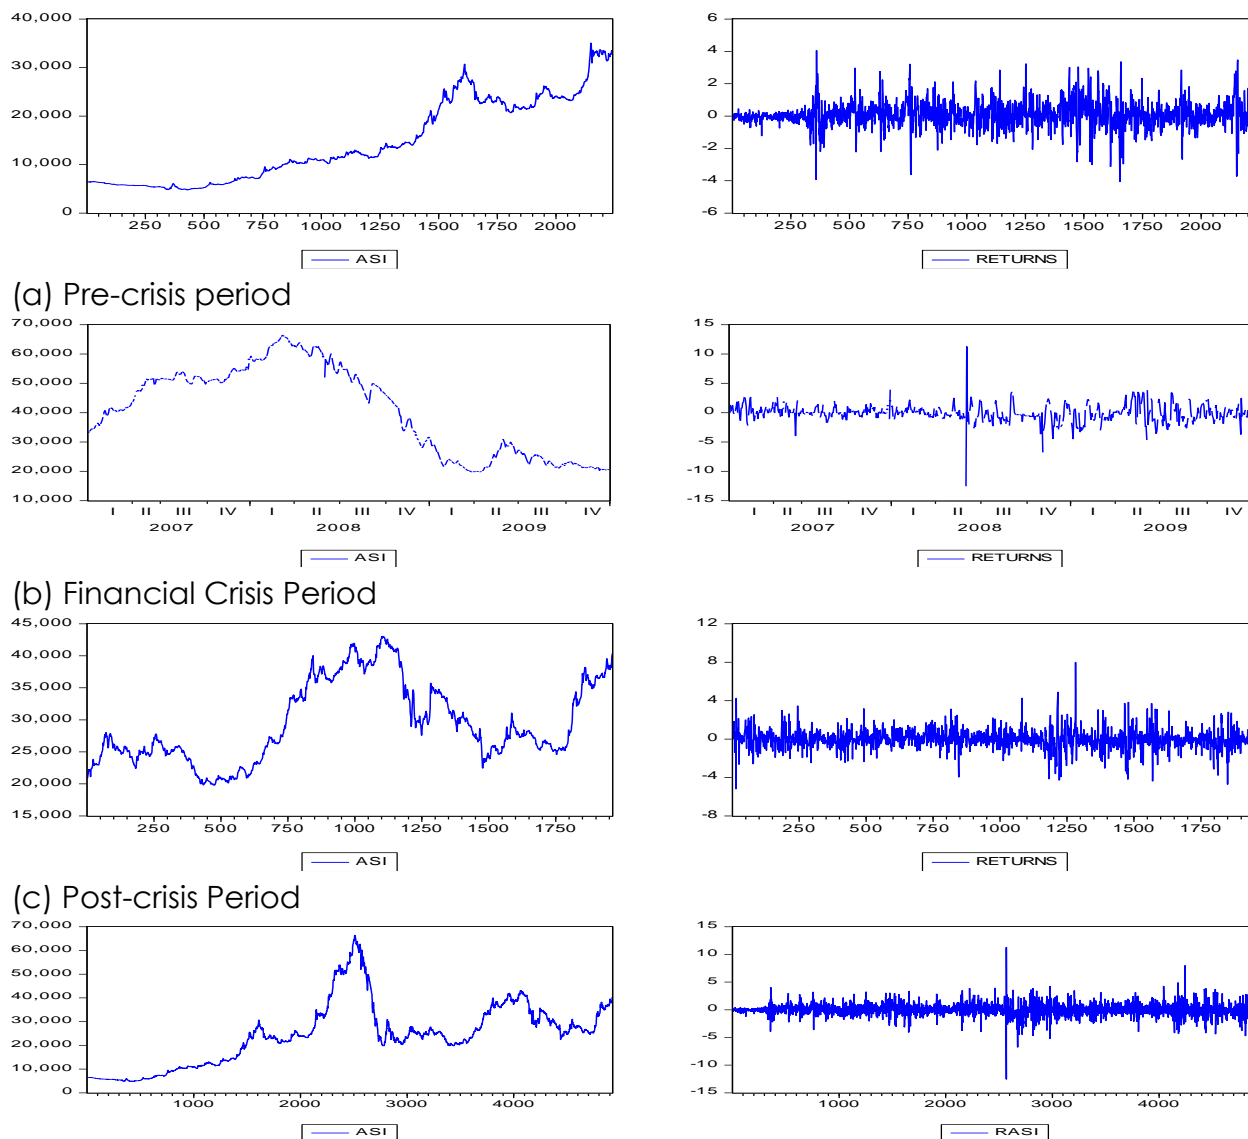 40,000
30,000
20,000
10,000
0
250 500 750 1000 1250 1500 1750 2000
ASI
6
4
2
0
-2
-4
-6
250 500 750 1000 1250 1500 1750 2000
RETURNS
(a) Pre-crisis period
70,000
60,000
50,000
40,000
30,000
20,000
10,000
I II III IV I II III IV I II III IV
2007 2008 2009
ASI
15
10
5
0
-5
-10
-15
I II III IV I II III IV I II III IV
2007 2008 2009
RETURNS
(b) Financial Crisis Period
45,000
40,000
35,000
30,000
25,000
20,000
15,000
250 500 750 1000 1250 1500 1750
ASI
12
8
4
0
-4
-8
250 500 750 1000 1250 1500 1750
RETURNS
(c) Post-crisis Period
70,000
60,000
50,000
40,000
30,000
20,000
10,000
0
1000 2000 3000 4000
ASI
15
10
5
0
-5
-10
-15
1000 2000 3000 4000
RASI